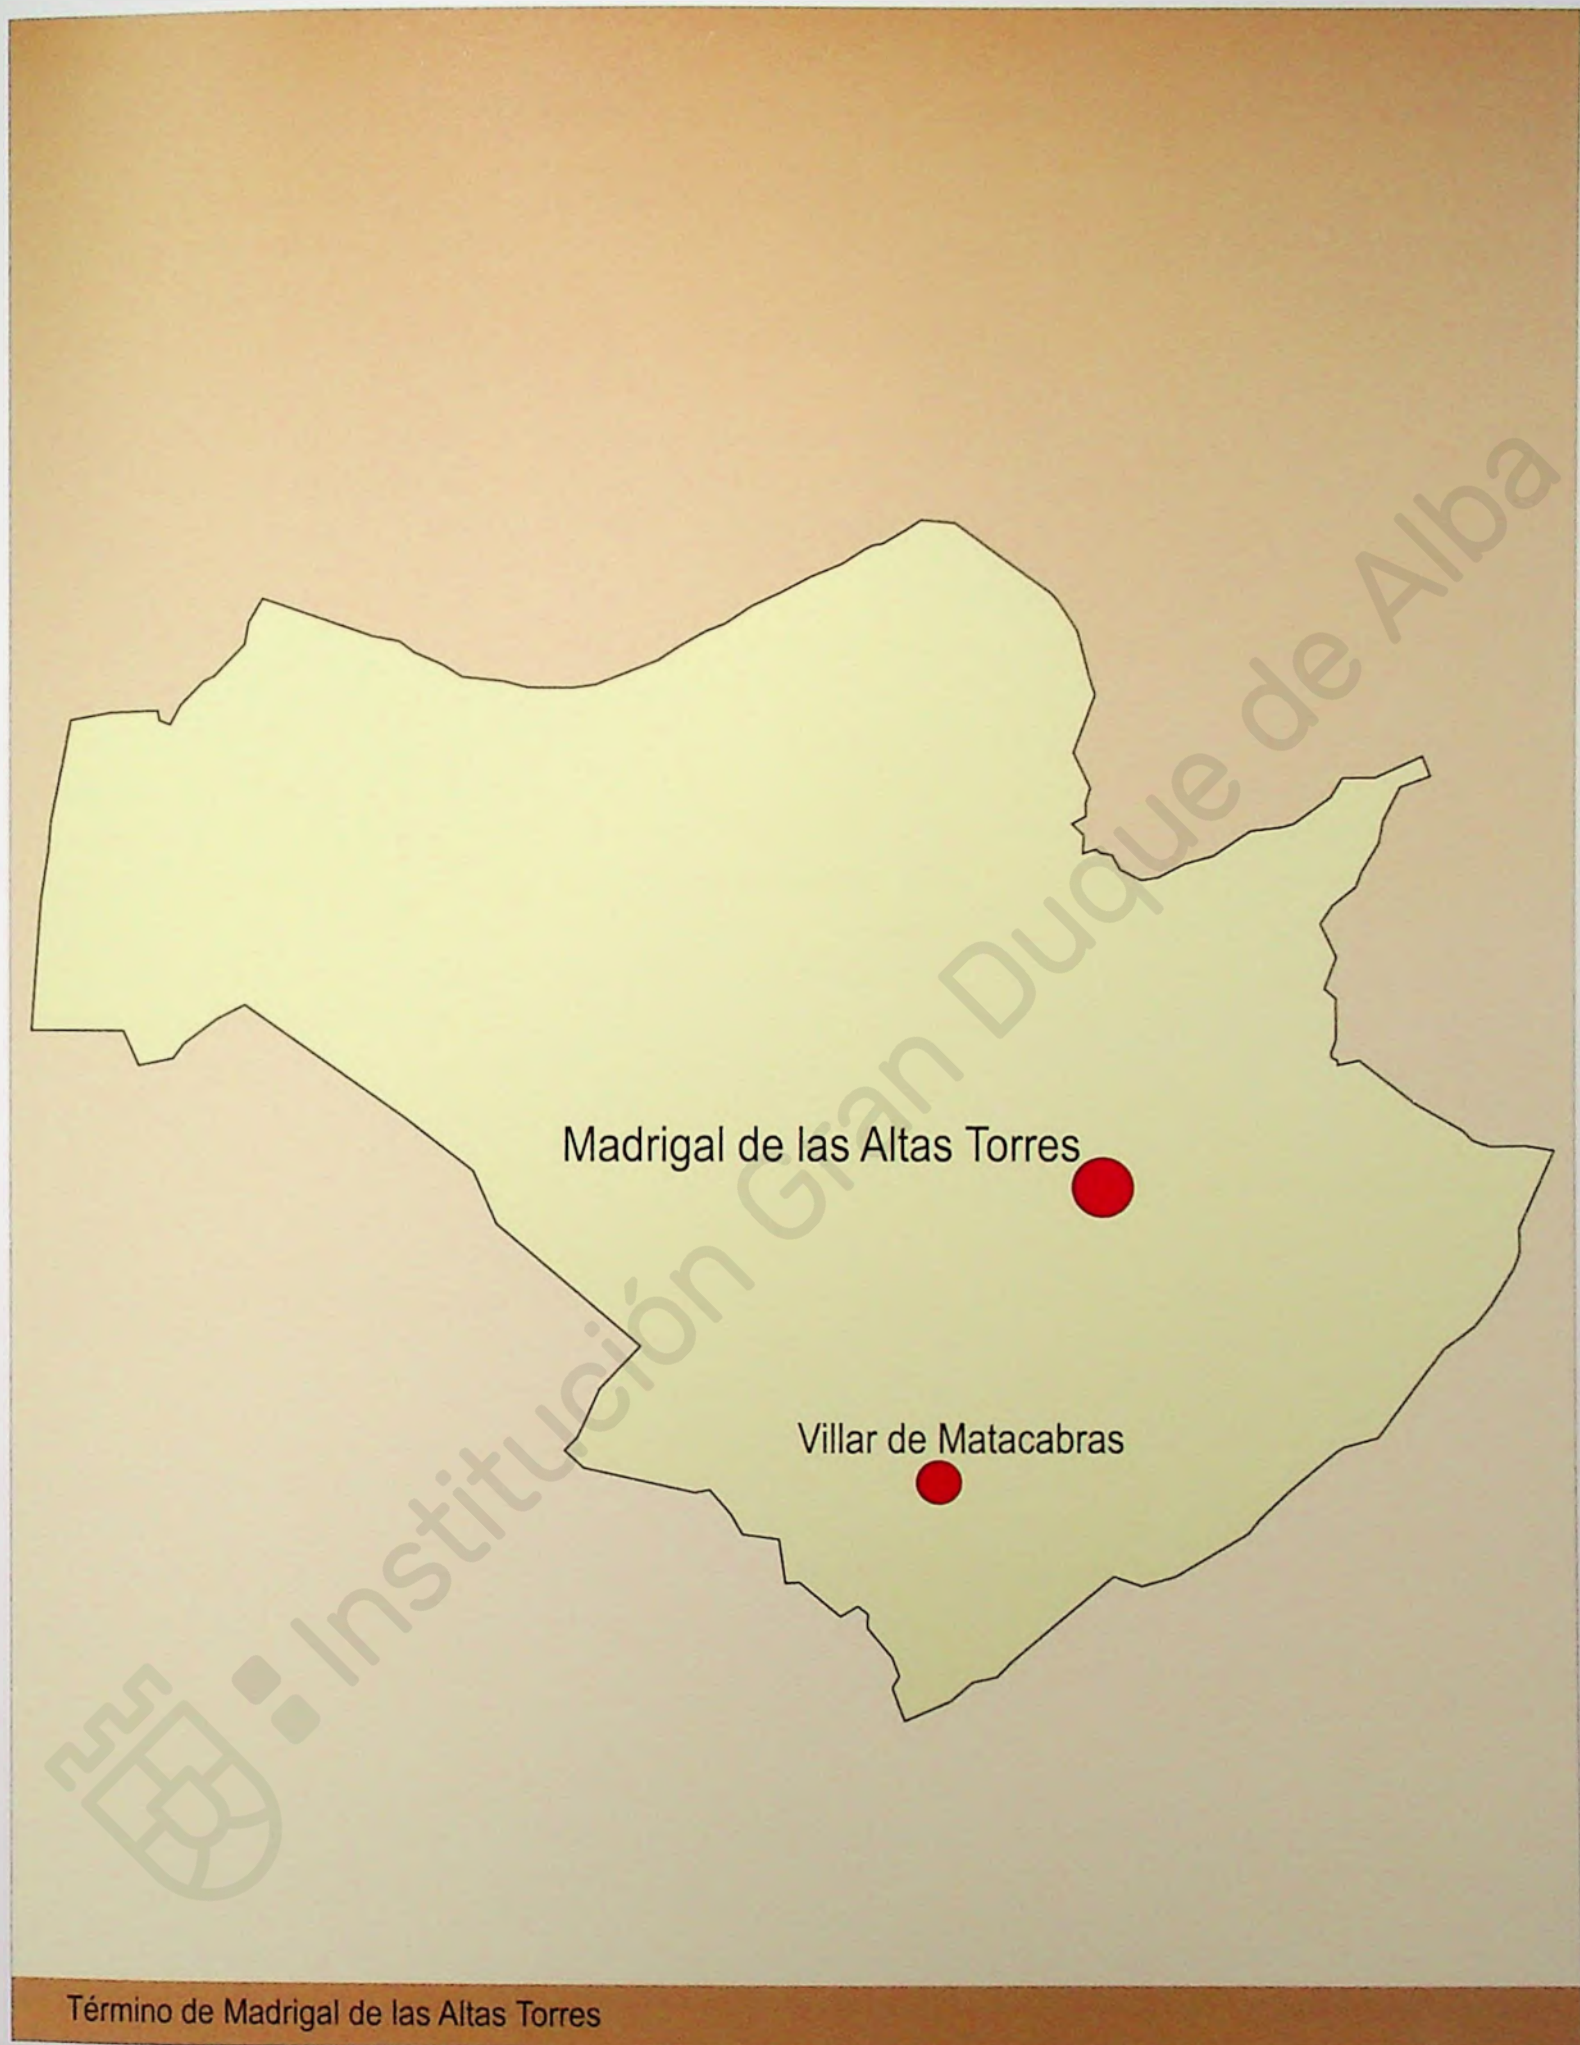 Madrigal de las Altas Torres
Villar de Matacabras
Institución Gran Duque de Alba
Término de Madrigal de las Altas Torres